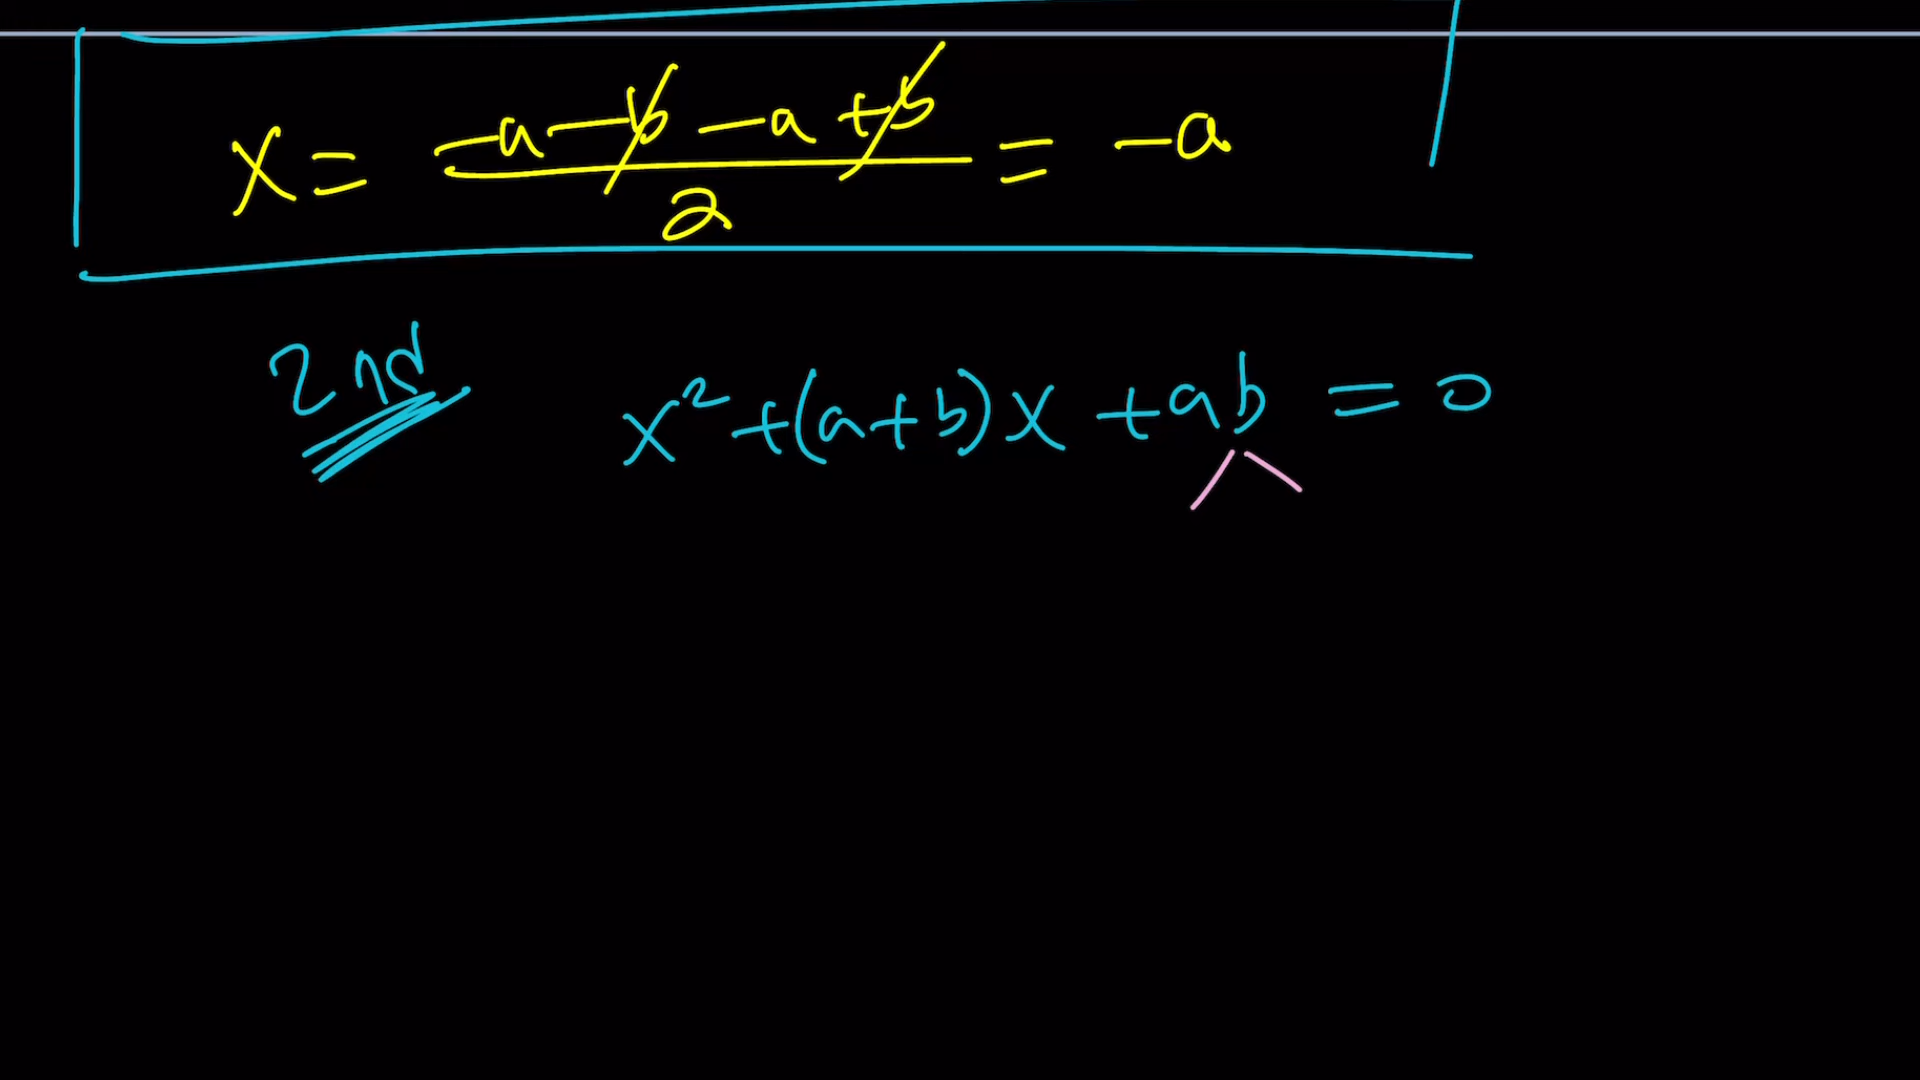 x = (-a-b-a+b)/2 = -a
2nd x²+(a+b)x+ab = 0